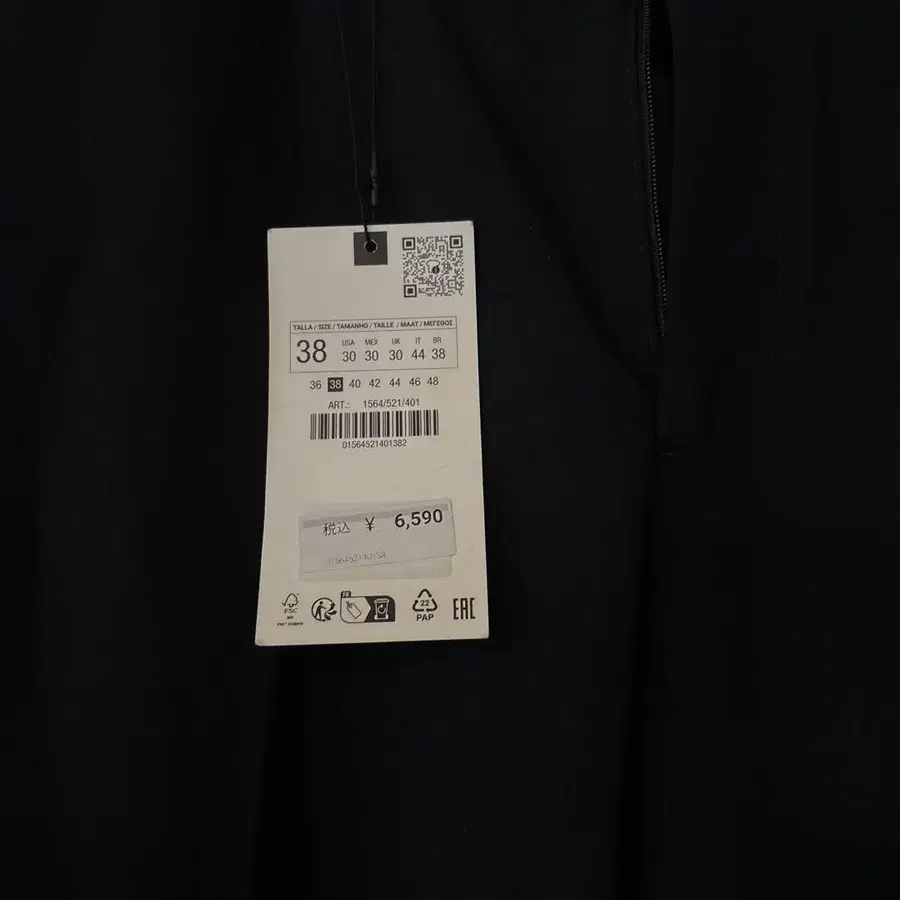 TALLA / SIZE / TAMANHO / TAILLE / MAAT / ΜΕΓΕΘΟΣ
38
USA MEX UK IT BR
30 30 30 44 38
36 38 40 42 44 46 48
ART.: 1564/521/401
01564521401382
税込 ¥ 6,590
FR
FSC
22
PAP
EAC